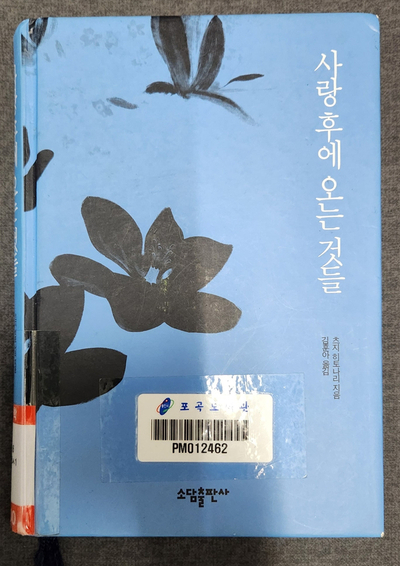 사랑 후에 오는 것들
츠지 히토나리 지음
김훈아 옮김
포곡도서관
PM012462
소담출판사